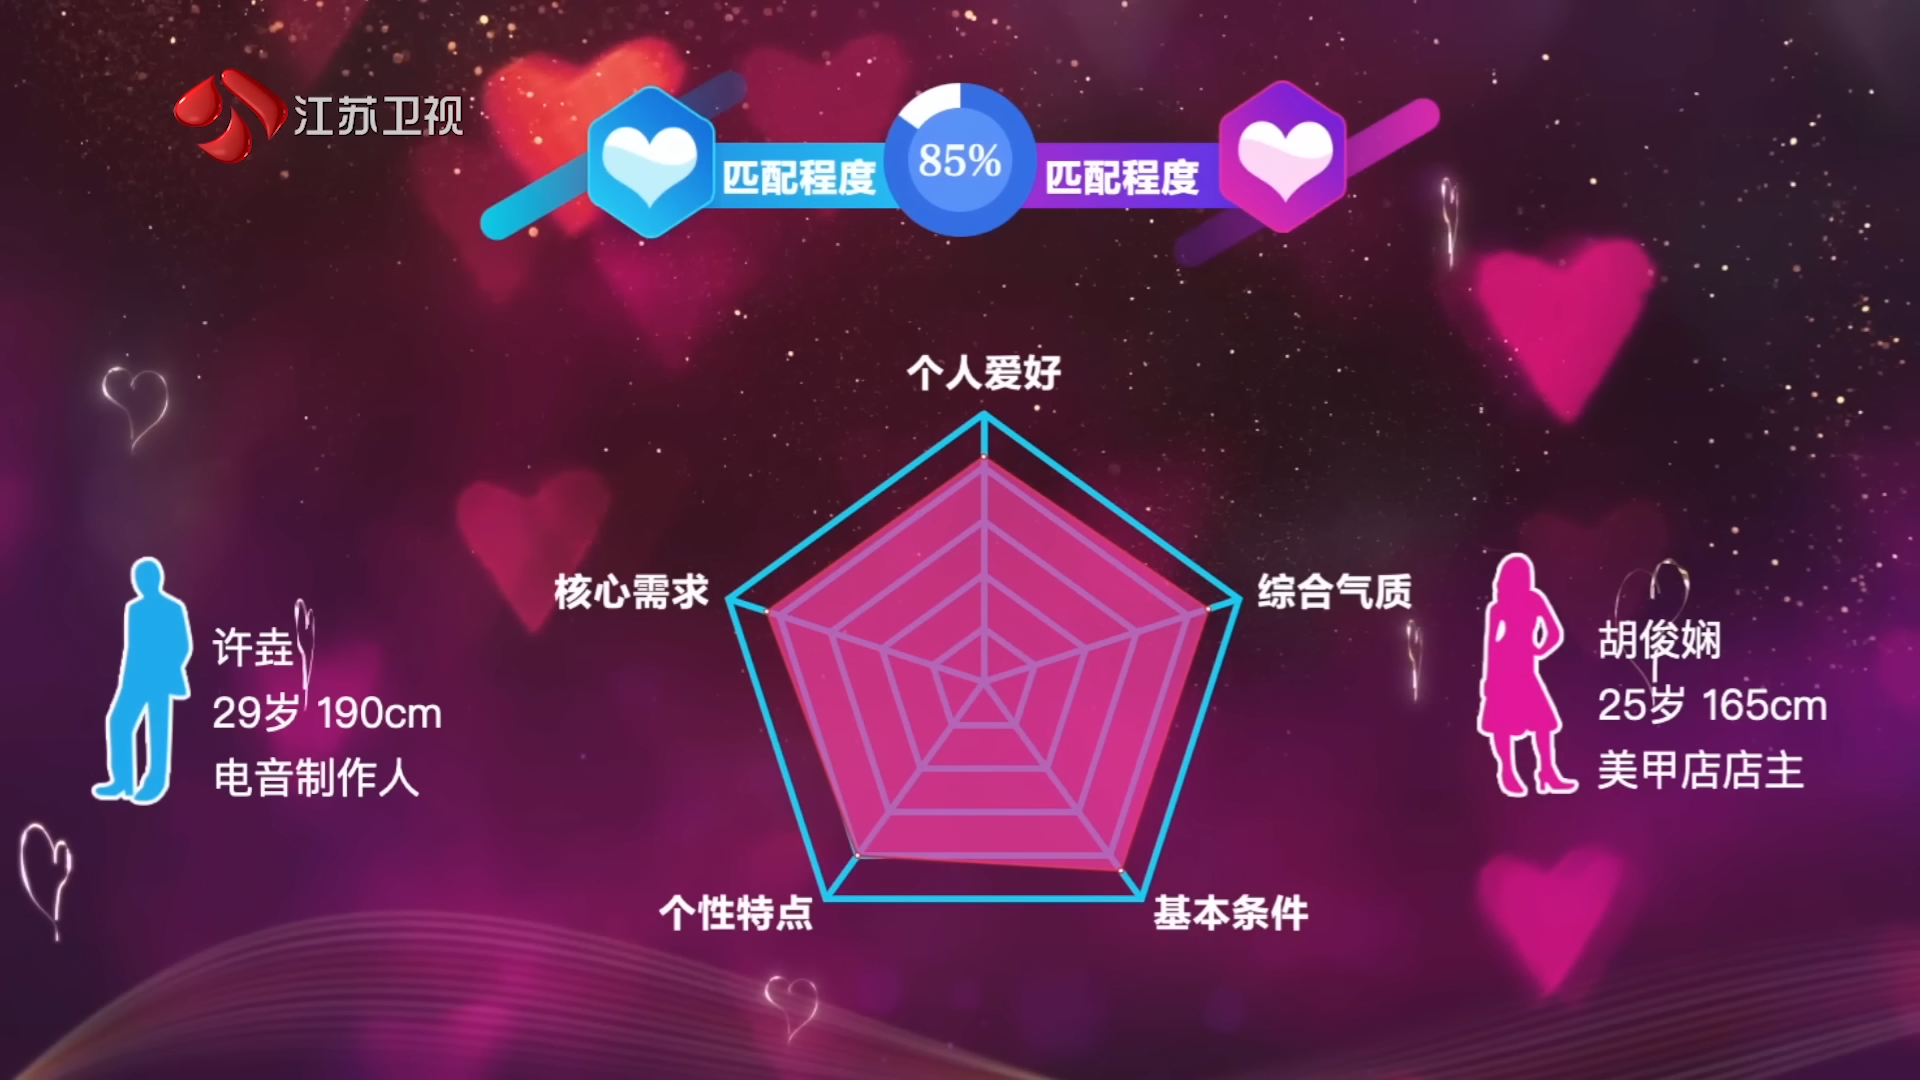 江苏卫视
匹配程度
85%
匹配程度
个人爱好
核心需求
综合气质
个性特点
基本条件
许垚
29岁 190cm
电音制作人
胡俊娴
25岁 165cm
美甲店店主